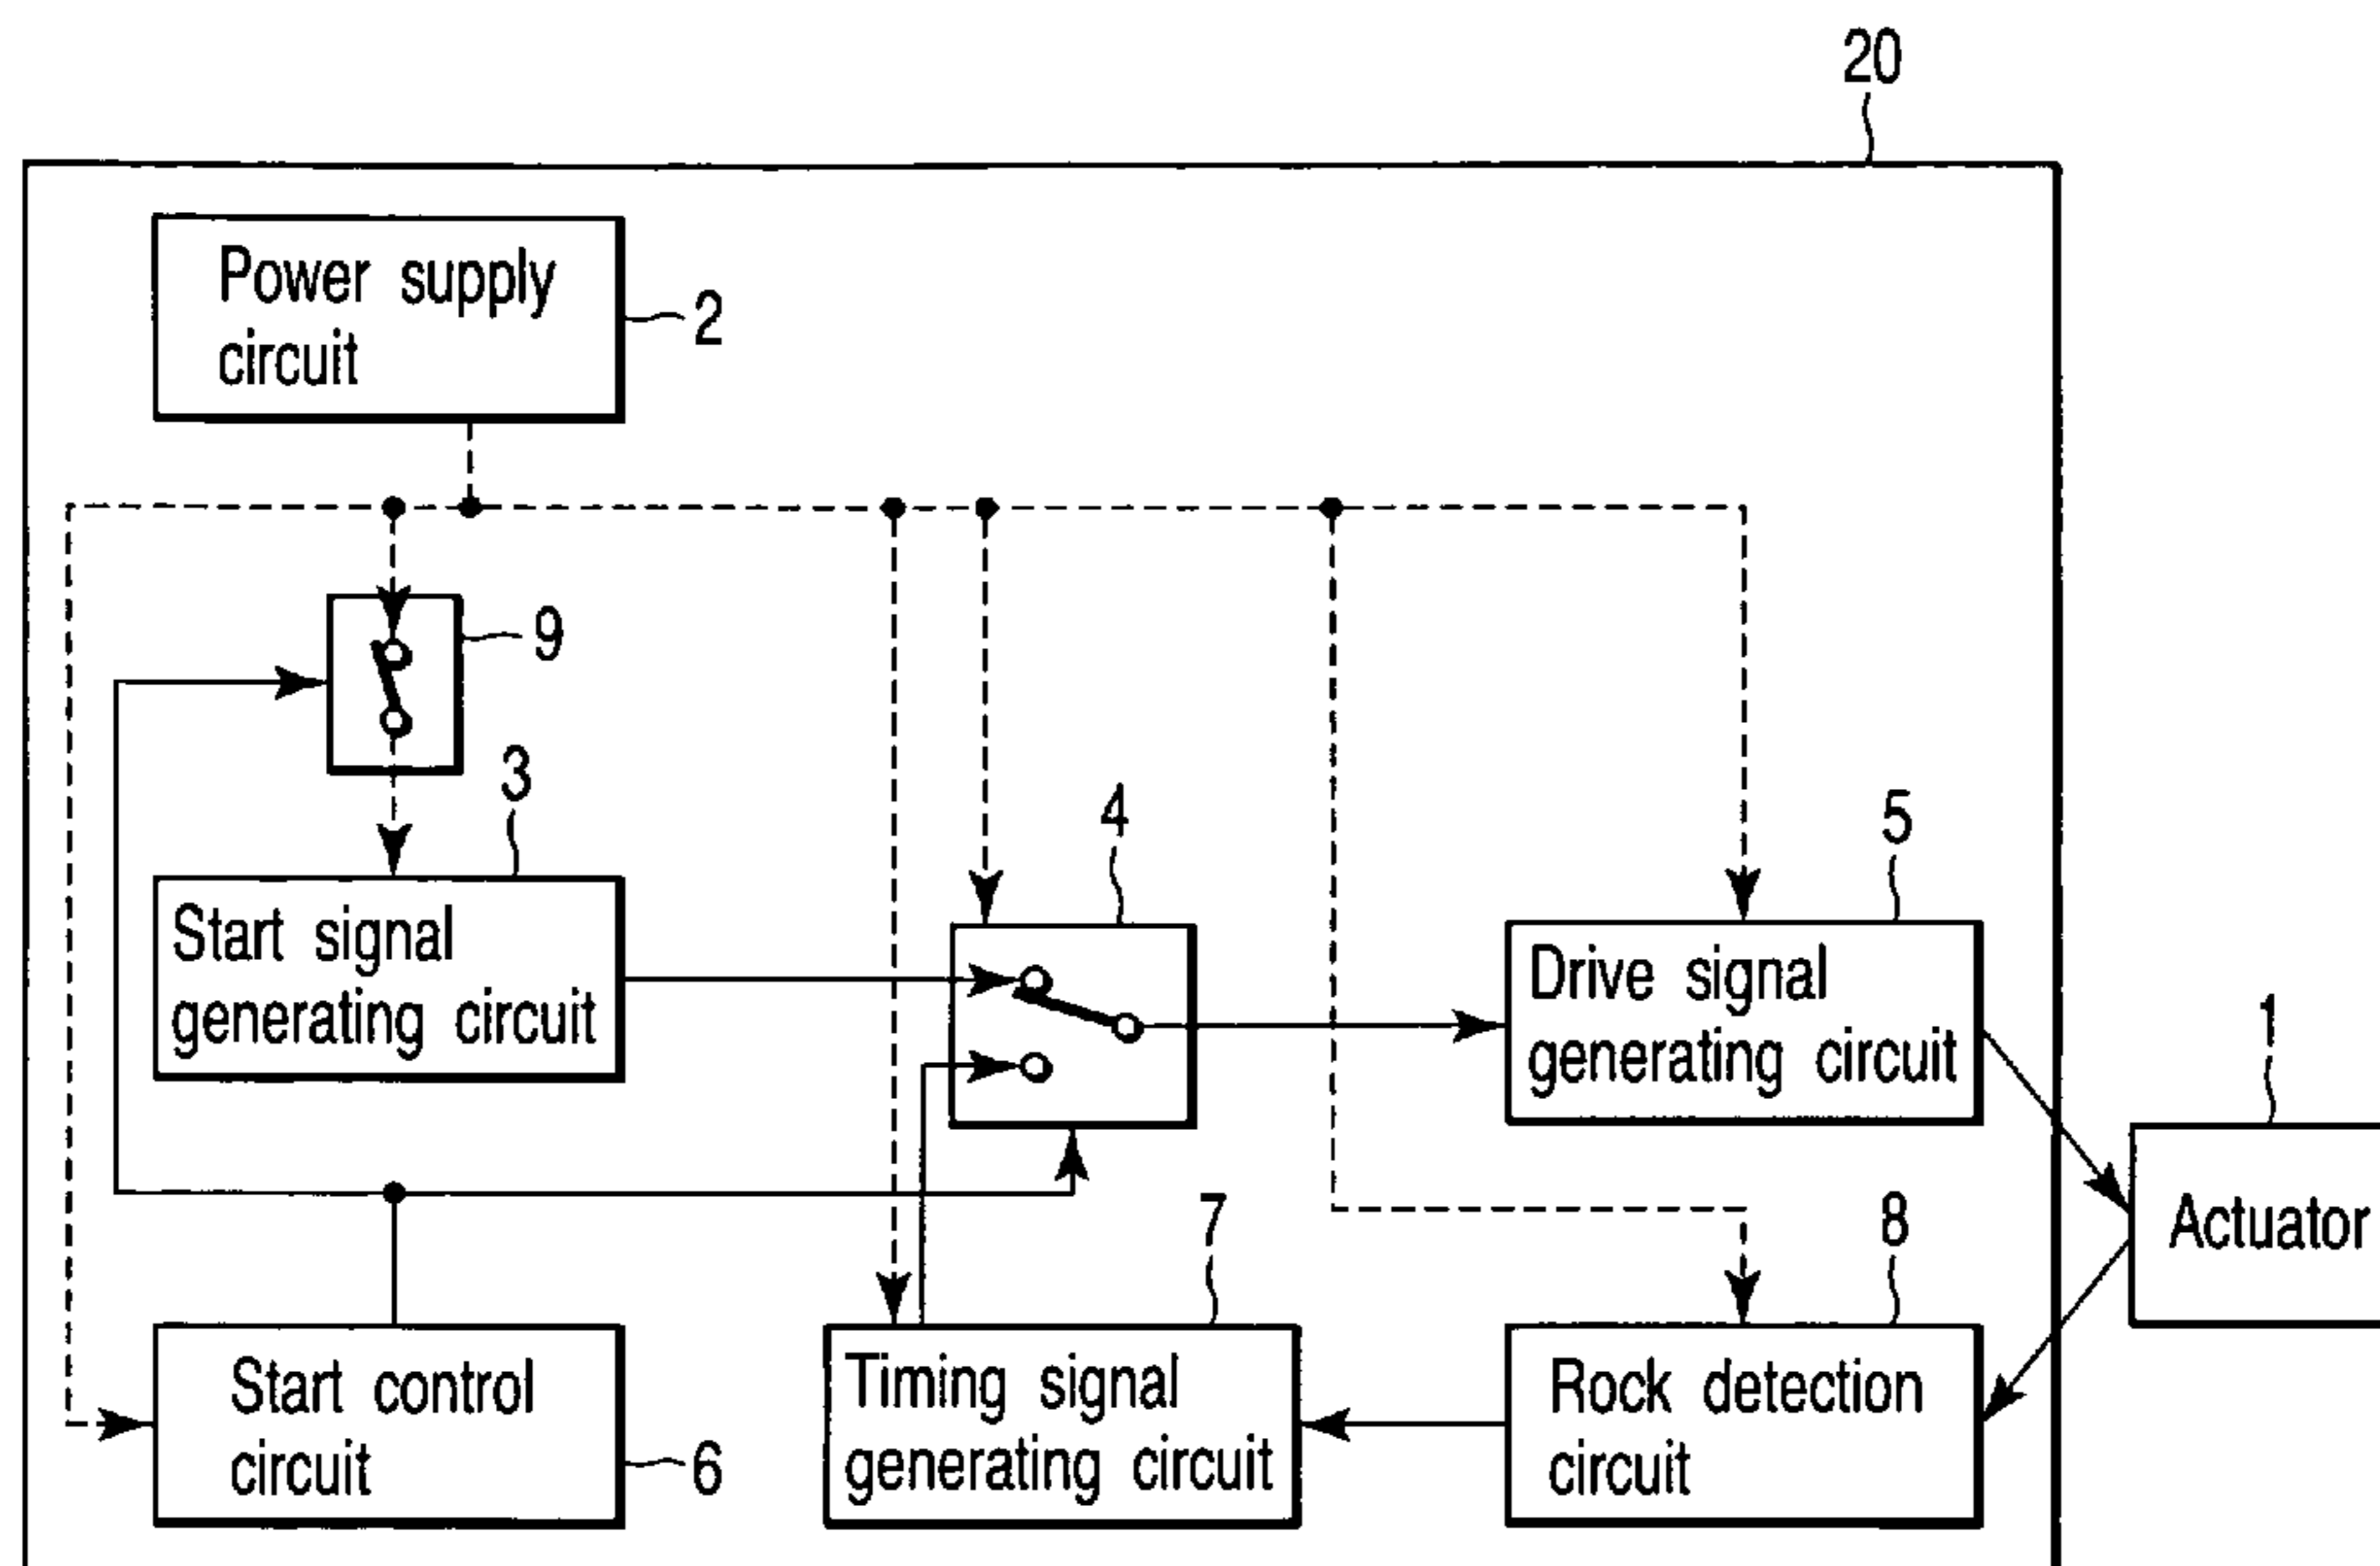 20
Power supply
circuit
2
9
3
4
5
Start signal
generating circuit
Drive signal
generating circuit
1
Actuator
7
8
Start control
circuit
6
Timing signal
generating circuit
Rock detection
circuit